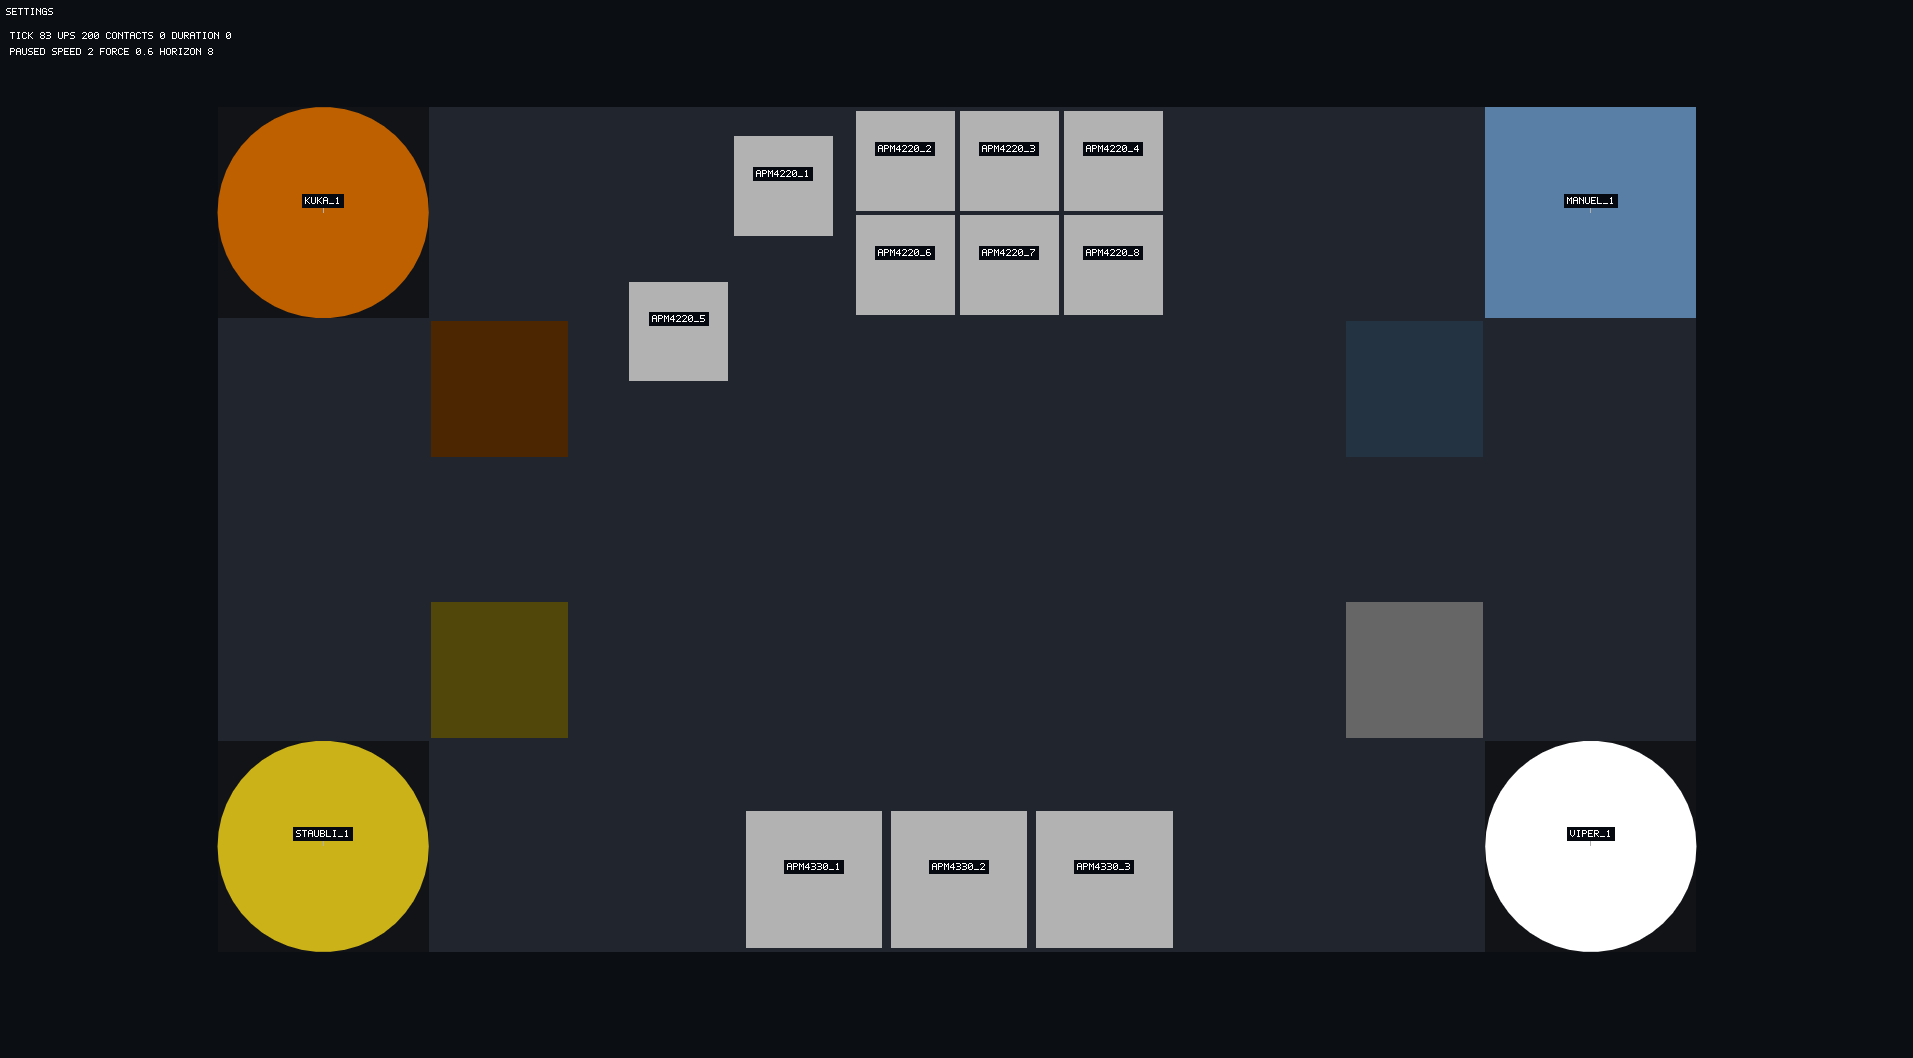 SETTINGS
TICK 83 UPS 200 CONTACTS 0 DURATION 0
PAUSED SPEED 2 FORCE 0.6 HORIZON 8
APM4220_2
APM4220_3
APM4220_4
APM4220_1
KUKA_1
MANUEL_1
APM4220_6
APM4220_7
APM4220_8
APM4220_5
STAUBLI_1
VIPER_1
APM4330_1
APM4330_2
APM4330_3